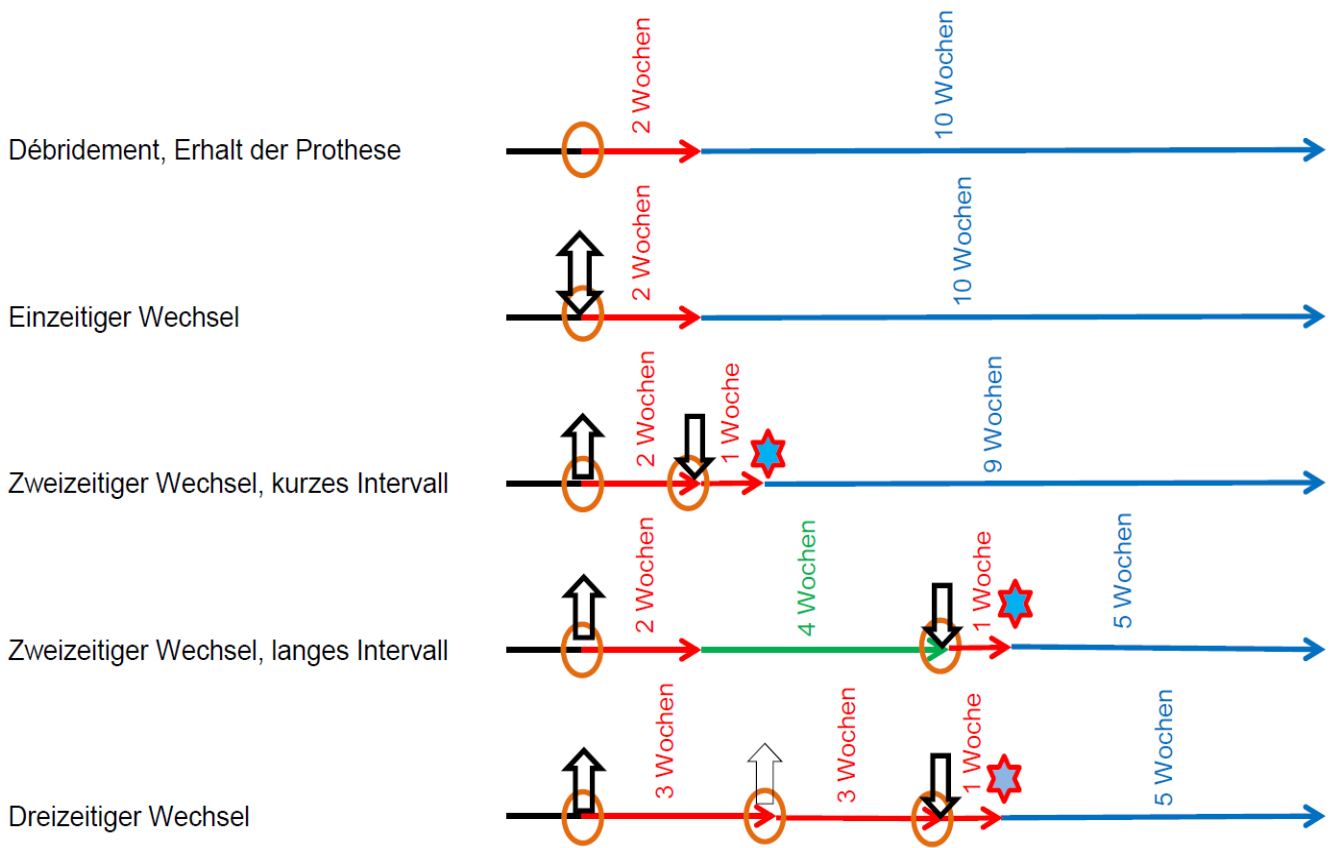 Débridement, Erhalt der Prothese
2 Wochen
10 Wochen
Einzeitiger Wechsel
2 Wochen
10 Wochen
Zweizeitiger Wechsel, kurzes Intervall
2 Wochen
1 Woche
9 Wochen
Zweizeitiger Wechsel, langes Intervall
2 Wochen
4 Wochen
1 Woche
5 Wochen
Dreizeitiger Wechsel
3 Wochen
3 Wochen
1 Woche
5 Wochen